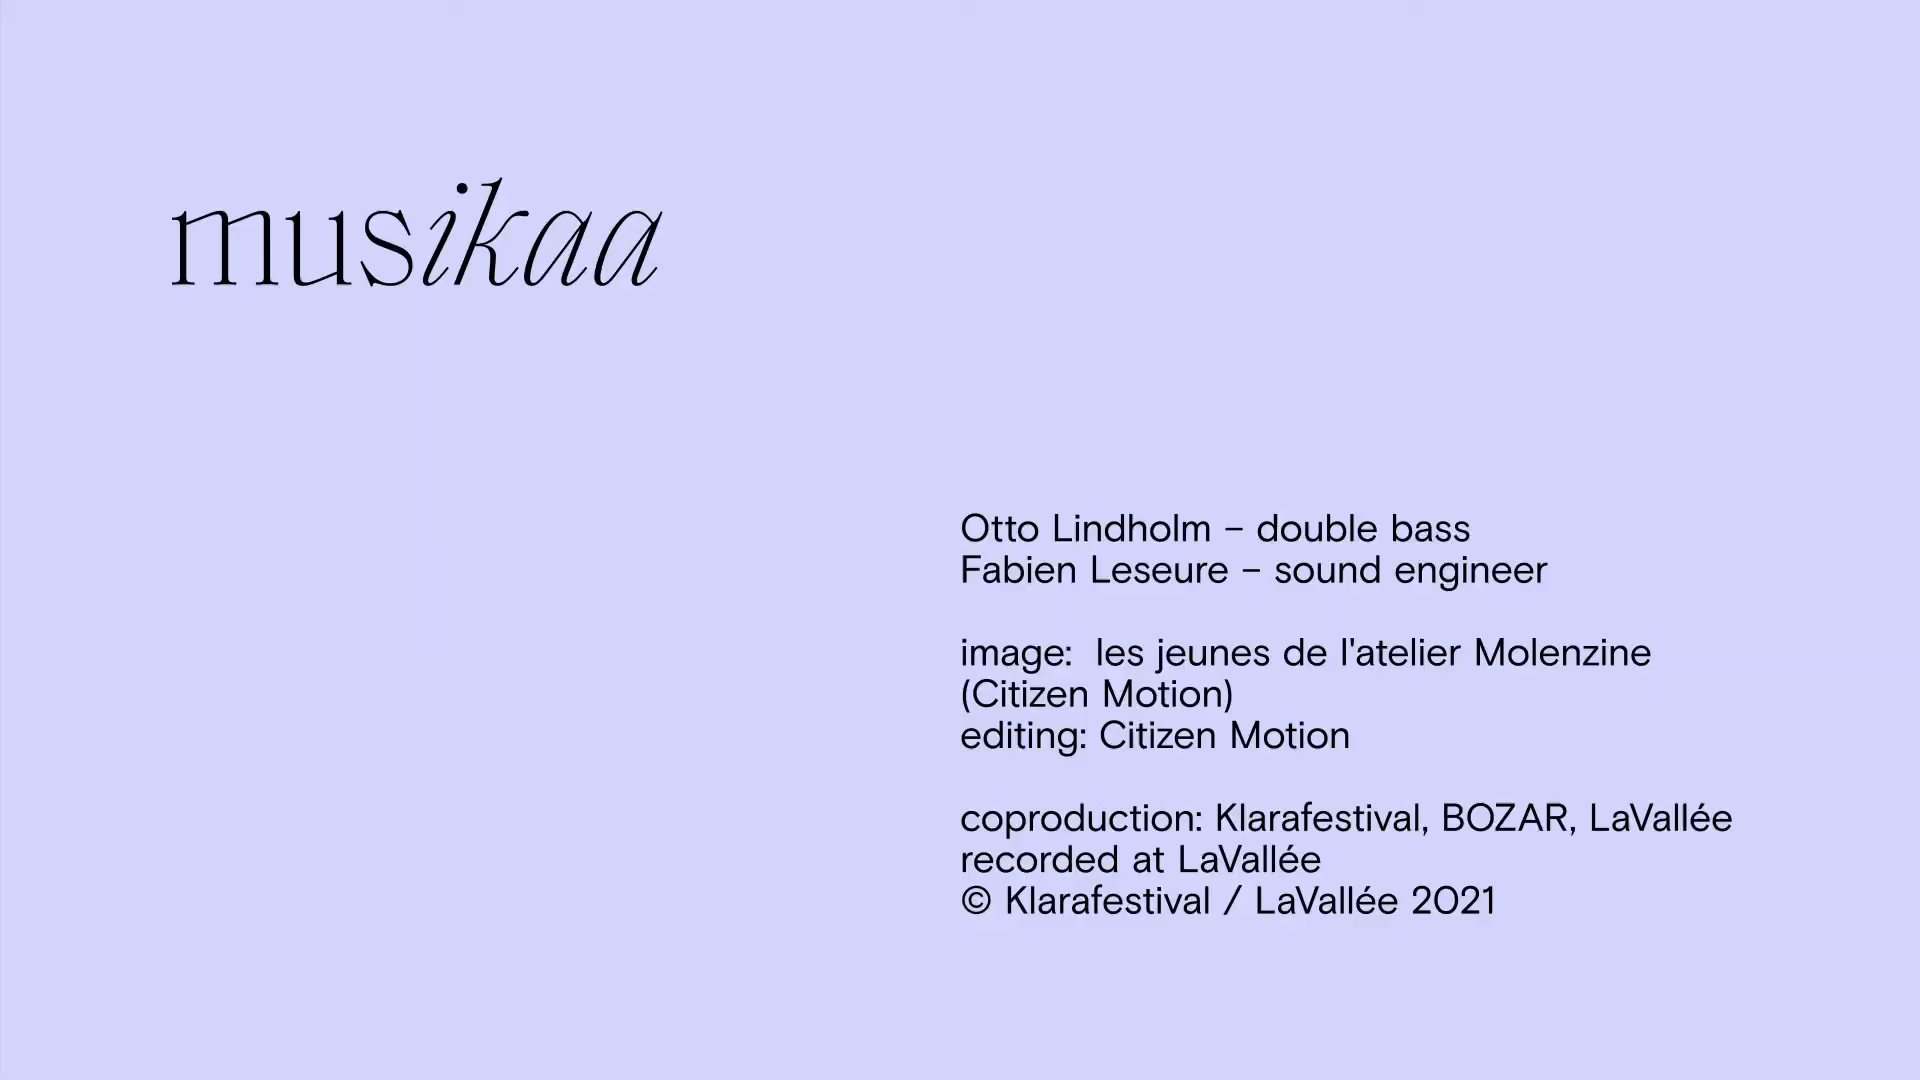 musikaa
Otto Lindholm – double bass
Fabien Leseure – sound engineer
image:  les jeunes de l'atelier Molenzine
(Citizen Motion)
editing: Citizen Motion
coproduction: Klarafestival, BOZAR, LaVallée
recorded at LaVallée
© Klarafestival / LaVallée 2021